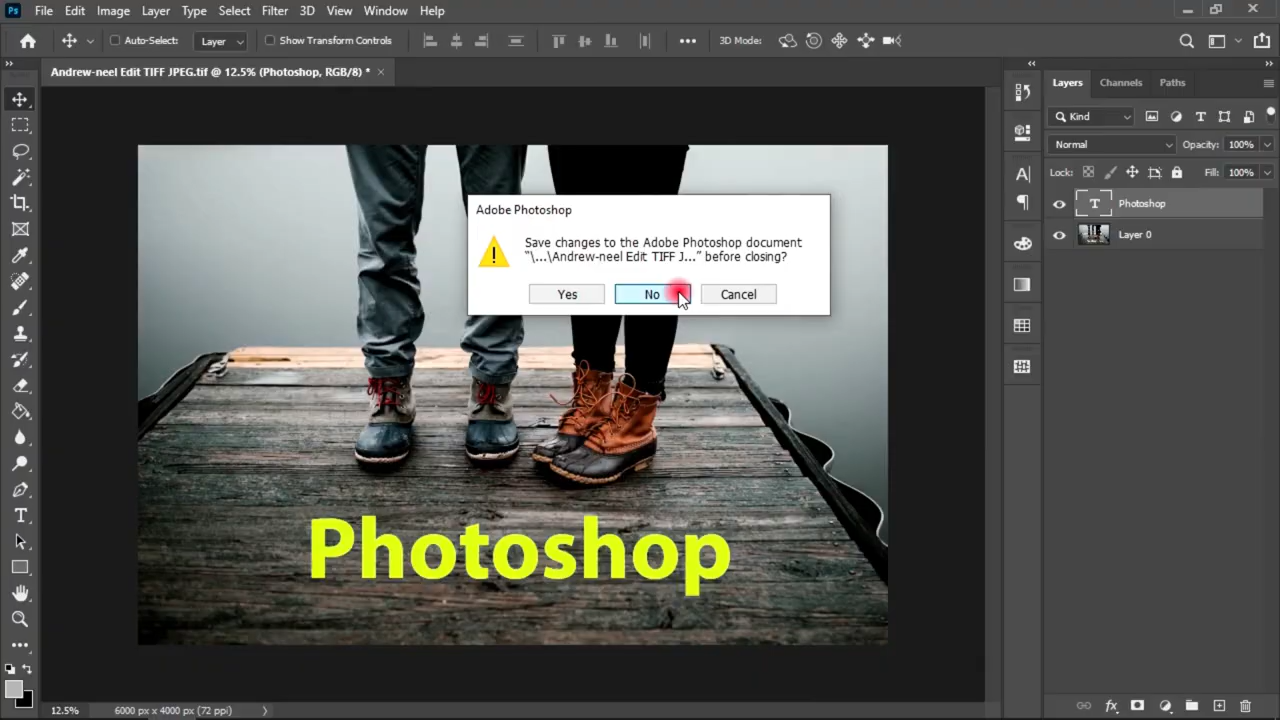 Ps File Edit Image Layer Type Select Filter 3D View Window Help
Auto-Select: Layer Show Transform Controls 3D Mode:
Andrew-neel Edit TIFF JPEG.tif @ 12.5% (Photoshop, RGB/8) *
Layers Channels Paths
Kind
Normal Opacity: 100%
Lock: Fill: 100%
T Photoshop
Layer 0
Adobe Photoshop
Save changes to the Adobe Photoshop document
“\...\Andrew-neel Edit TIFF J...” before closing?
Yes No Cancel
Photoshop
12.5% 6000 px x 4000 px (72 ppi)